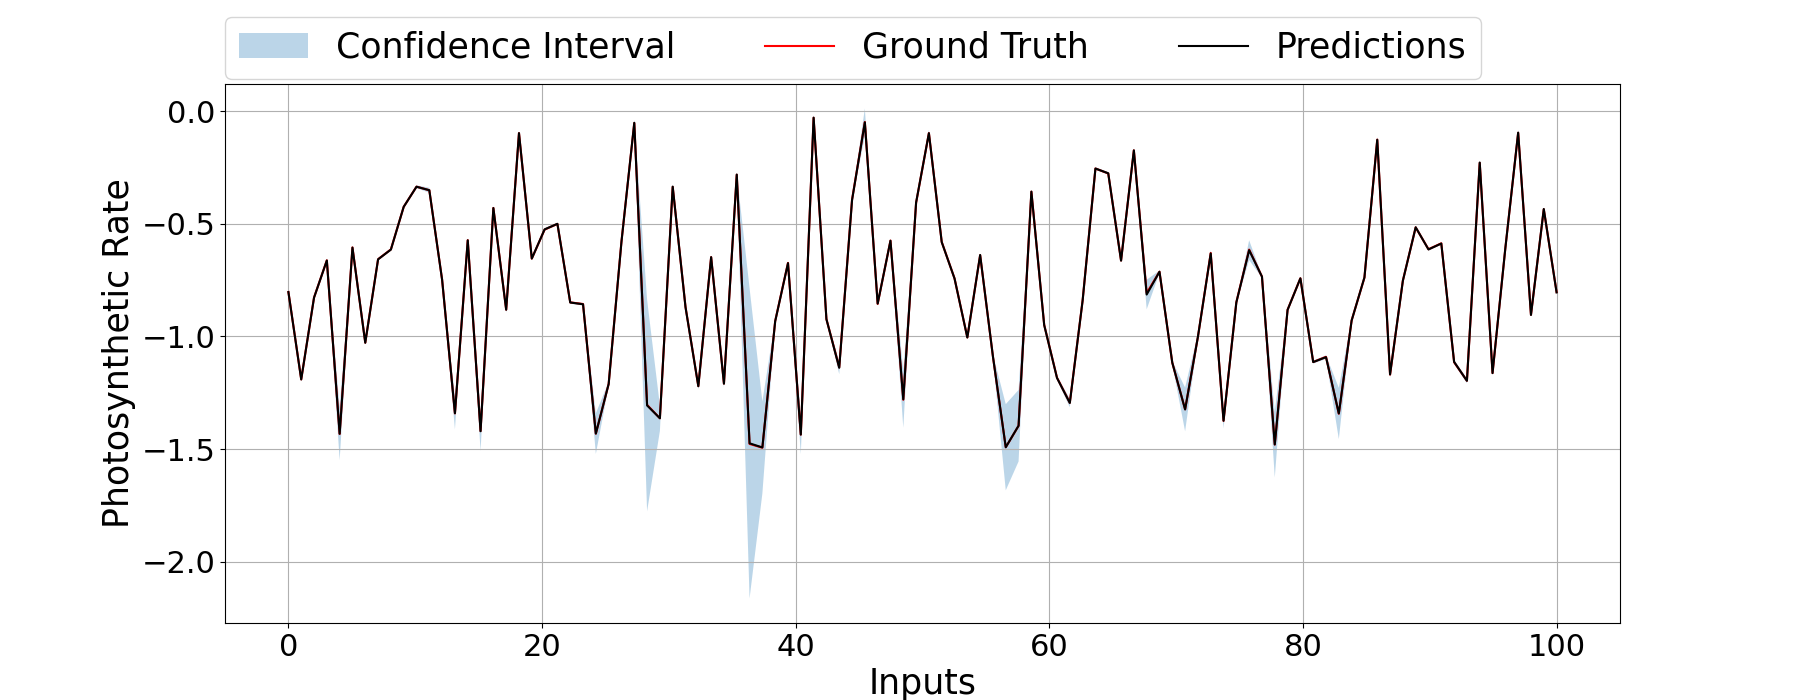 Confidence Interval Ground Truth Predictions
Photosynthetic Rate
0.0
−0.5
−1.0
−1.5
−2.0
0 20 40 60 80 100
Inputs